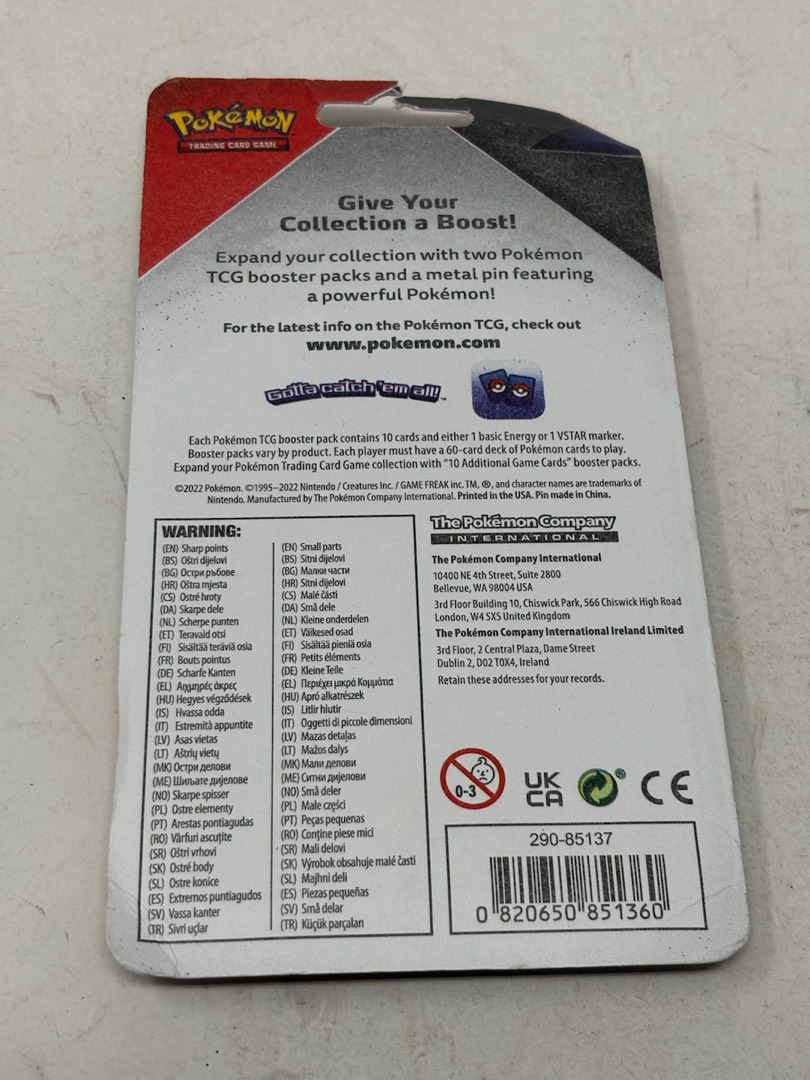 Pokémon
TRADING CARD GAME
Give Your
Collection a Boost!
Expand your collection with two Pokémon
TCG booster packs and a metal pin featuring
a powerful Pokémon!
For the latest info on the Pokémon TCG, check out
www.pokemon.com
Gotta catch 'em all!™
Each Pokémon TCG booster pack contains 10 cards and either 1 basic Energy or 1 VSTAR marker.
Booster packs vary by product. Each player must have a 60-card deck of Pokémon cards to play.
Expand your Pokémon Trading Card Game collection with "10 Additional Game Cards" booster packs.
©2022 Pokémon. ©1995–2022 Nintendo / Creatures Inc. / GAME FREAK inc. TM, ®, and character names are trademarks of
Nintendo. Manufactured by The Pokémon Company International. Printed in the USA. Pin made in China.
WARNING:
(EN) Sharp points
(BS) Oštri dijelovi
(BG) Остри ръбове
(HR) Oštra mjesta
(CS) Ostré hroty
(DA) Skarpe dele
(NL) Scherpe punten
(ET) Teravaid otsi
(FI) Sisältää teräviä osia
(FR) Bouts pointus
(DE) Scharfe Kanten
(EL) Αιχμηρές άκρες
(HU) Hegyes végződések
(IS) Hvassa odda
(IT) Estremità appuntite
(LV) Asas vietas
(LT) Aštrių vietų
(MK) Остри делови
(ME) Шиљате дијелове
(NO) Skarpe spisser
(PL) Ostre elementy
(PT) Arestas pontiagudas
(RO) Vârfuri ascuțite
(SR) Oštri vrhovi
(SK) Ostré body
(SL) Ostre konice
(ES) Extremos puntiagudos
(SV) Vassa kanter
(TR) Sivri uçlar
(EN) Small parts
(BS) Sitni dijelovi
(BG) Малки части
(HR) Sitni dijelovi
(CS) Malé části
(DA) Små dele
(NL) Kleine onderdelen
(ET) Väikesed osad
(FI) Sisältää pieniä osia
(FR) Petits éléments
(DE) Kleine Teile
(EL) Περιέχει μικρά Κομμάτια
(HU) Apró alkatrészek
(IS) Litlir hlutir
(IT) Oggetti di piccole dimensioni
(LV) Mazas detaļas
(LT) Mažos dalys
(MK) Мали делови
(ME) Ситни дијелови
(NO) Små deler
(PL) Małe części
(PT) Peças pequenas
(RO) Conține piese mici
(SR) Mali delovi
(SK) Výrobok obsahuje malé časti
(SL) Majhni deli
(ES) Piezas pequeñas
(SV) Små delar
(TR) Küçük parçaları
The Pokémon Company
INTERNATIONAL
The Pokémon Company International
10400 NE 4th Street, Suite 2800
Bellevue, WA 98004 USA
3rd Floor Building 10, Chiswick Park, 566 Chiswick High Road
London, W4 5XS United Kingdom
The Pokémon Company International Ireland Limited
3rd Floor, 2 Central Plaza, Dame Street
Dublin 2, D02 T0X4, Ireland
Retain these addresses for your records.
0-3
UK
CA
®
CE
290-85137
0 820650 851360